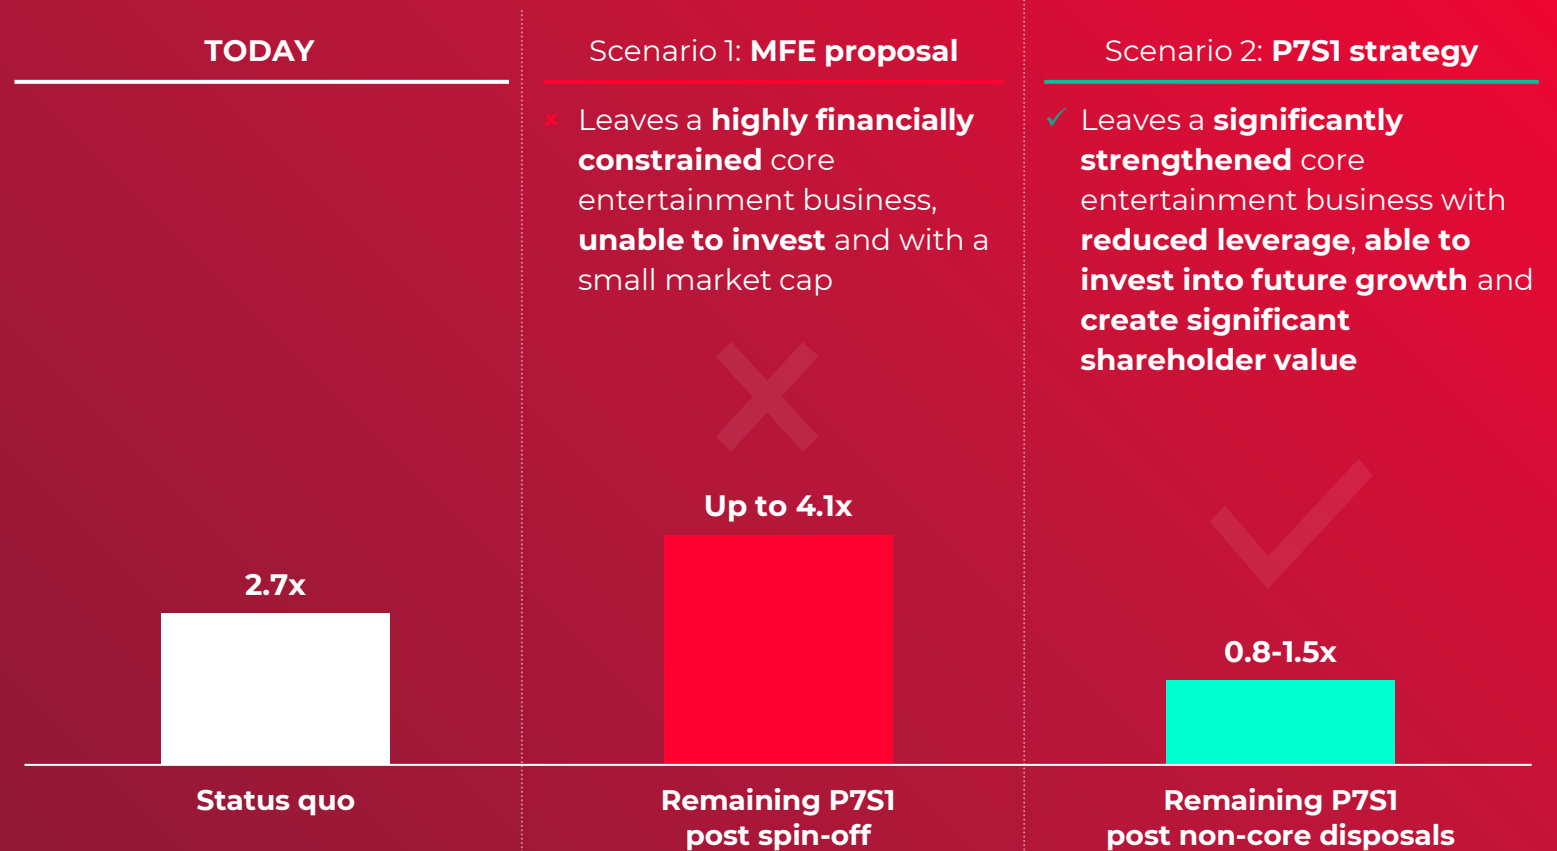 TODAY
Scenario 1: MFE proposal
Leaves a highly financially
constrained core
entertainment business,
unable to invest and with a
small market cap
Scenario 2: P7S1 strategy
Leaves a significantly
strengthened core
entertainment business with
reduced leverage, able to
invest into future growth and
create significant
shareholder value
2.7x
Up to 4.1x
0.8-1.5x
Status quo
Remaining P7S1
post spin-off
Remaining P7S1
post non-core disposals